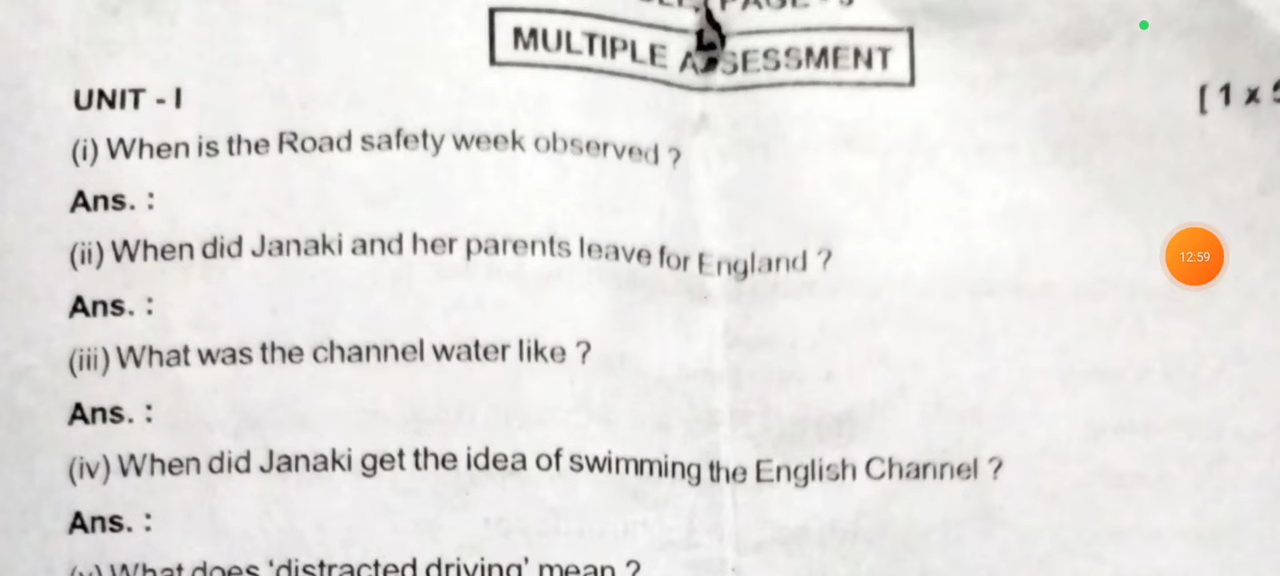 MULTIPLE ASSESSMENT
UNIT - I
[ 1 x
(i) When is the Road safety week observed ?
Ans. :
(ii) When did Janaki and her parents leave for England ?
12:59
Ans. :
(iii) What was the channel water like ?
Ans. :
(iv) When did Janaki get the idea of swimming the English Channel ?
Ans. :
(v) What does 'distracted driving' mean ?